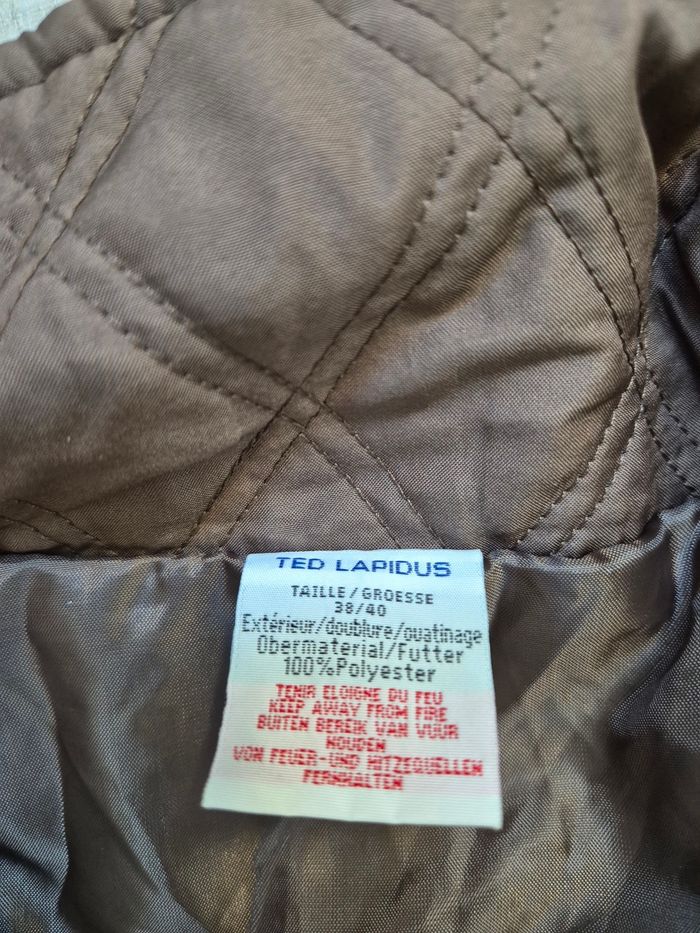 TED LAPIDUS
TAILLE/GROESSE
38/40
Extérieur/doublure/ouatinage
Obermaterial/Futter
100%Polyester
TENIR ELOIGNE DU FEU
KEEP AWAY FROM FIRE
BUITEN BEREIK VAN VUUR
HOUDEN
VON FEUER-UND HITZEQUELLEN
FERNHALTEN